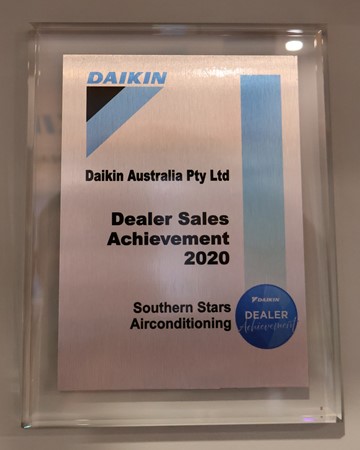 DAIKIN
Daikin Australia Pty Ltd
Dealer Sales
Achievement
2020
Southern Stars
Airconditioning
DAIKIN
DEALER
Achievement